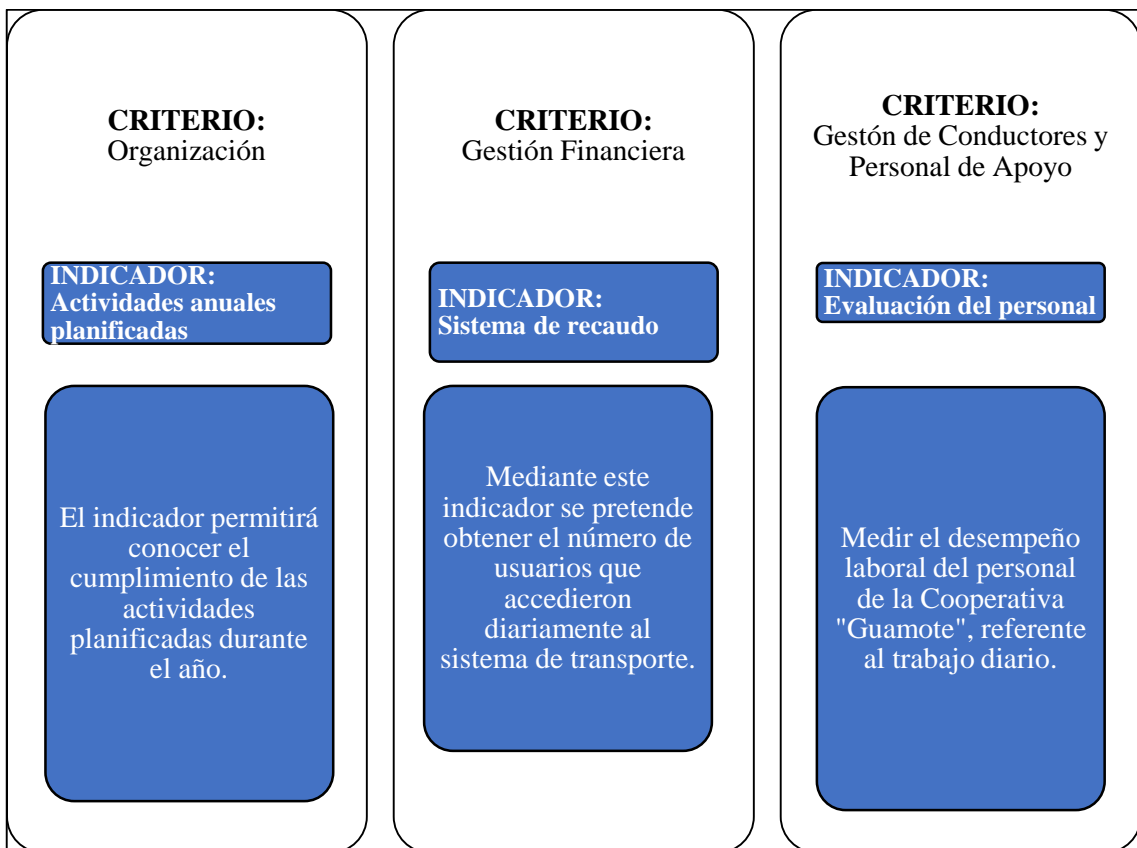 CRITERIO:
Organización
INDICADOR:
Actividades anuales
planificadas
El indicador permitirá
conocer el
cumplimiento de las
actividades
planificadas durante
el año.
CRITERIO:
Gestión Financiera
INDICADOR:
Sistema de recaudo
Mediante este
indicador se pretende
obtener el número de
usuarios que
accedieron
diariamente al
sistema de transporte.
CRITERIO:
Gestón de Conductores y
Personal de Apoyo
INDICADOR:
Evaluación del personal
Medir el desempeño
laboral del personal
de la Cooperativa
"Guamote", referente
al trabajo diario.